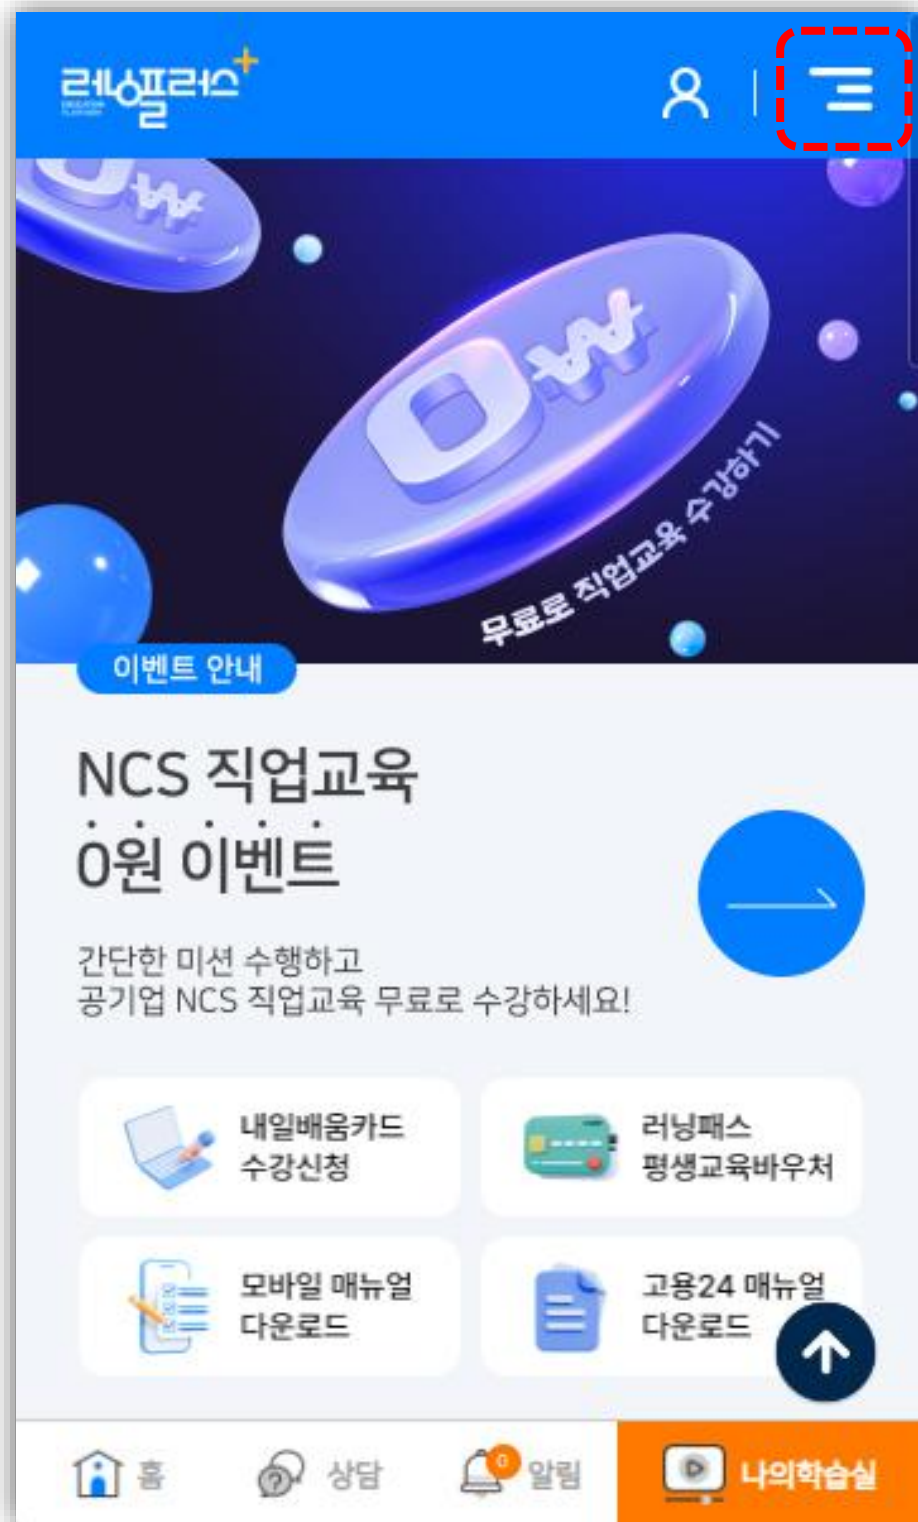 러닝플러스+
0₩
0₩
무료로 직업교육 수강하기
이벤트 안내
NCS 직업교육
0원 이벤트
간단한 미션 수행하고
공기업 NCS 직업교육 무료로 수강하세요!
내일배움카드
수강신청
러닝패스
평생교육바우처
모바일 매뉴얼
다운로드
고용24 매뉴얼
다운로드
홈
상담
0
알림
나의학습실